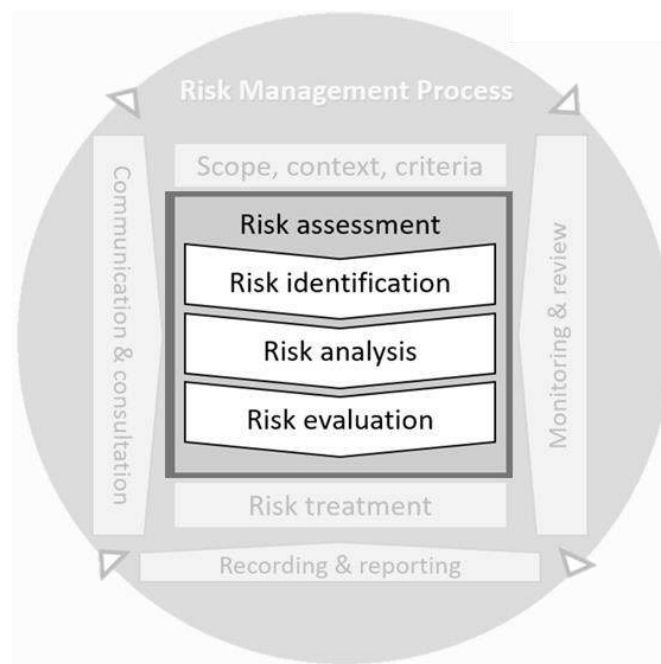 Risk Management Process
Scope, context, criteria
Communication & consultation
Risk assessment
Risk identification
Risk analysis
Risk evaluation
Monitoring & review
Risk treatment
Recording & reporting